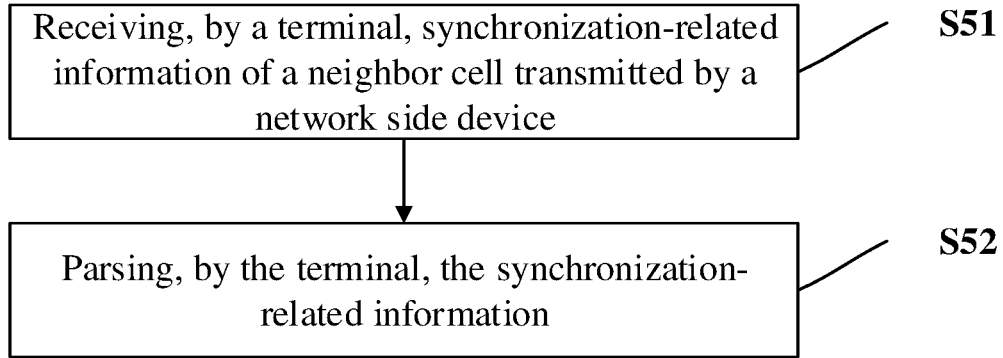 Receiving, by a terminal, synchronization-related
information of a neighbor cell transmitted by a
network side device
S51
Parsing, by the terminal, the synchronization-
related information
S52